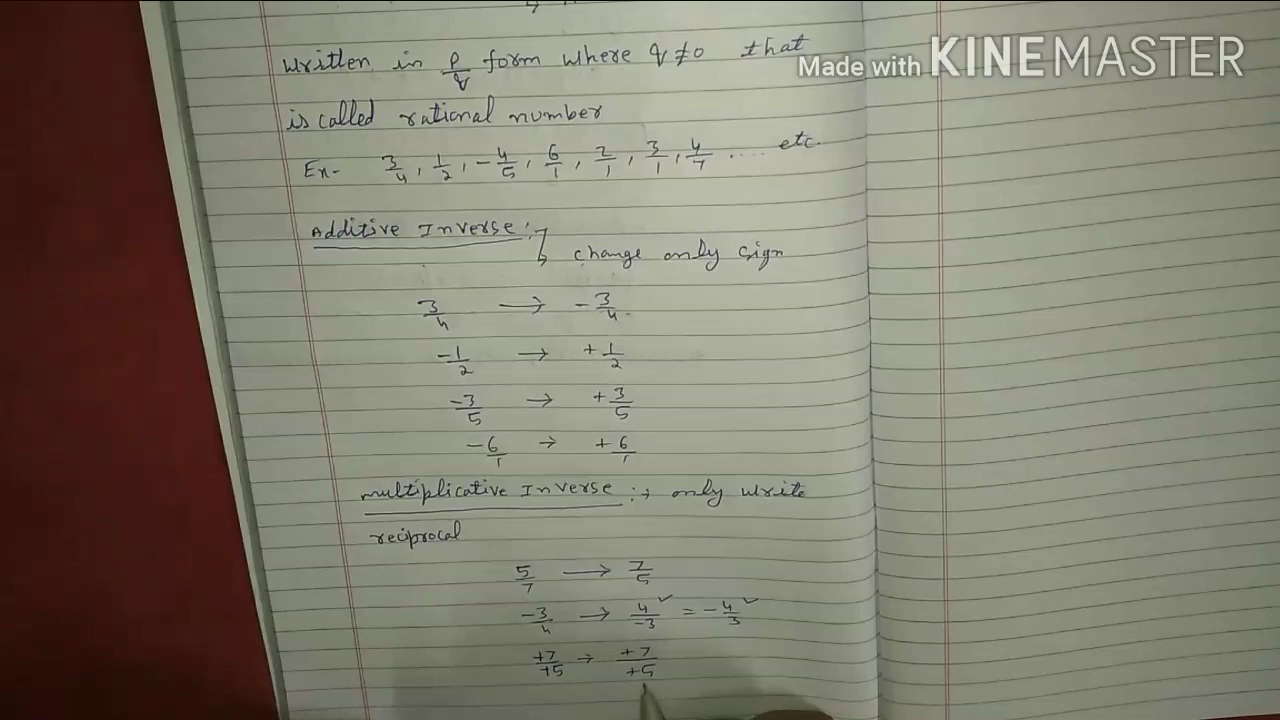 written in p/q form where q ≠ 0 that
Made with KINEMASTER
is called rational number
Ex- 3/4, 1/2, -4/5, 6/1, 2/1, 3/1, 4/7 .... etc.
Additive Inverse :→
change only sign
3/4 → -3/4
-1/2 → +1/2
-3/5 → +3/5
-6/1 → +6/1
multiplicative Inverse :→ only write
reciprocal
5/7 → 7/5
-3/4 → 4/-3 ✓ = -4/3 ✓
+7/+5 → +7/+5